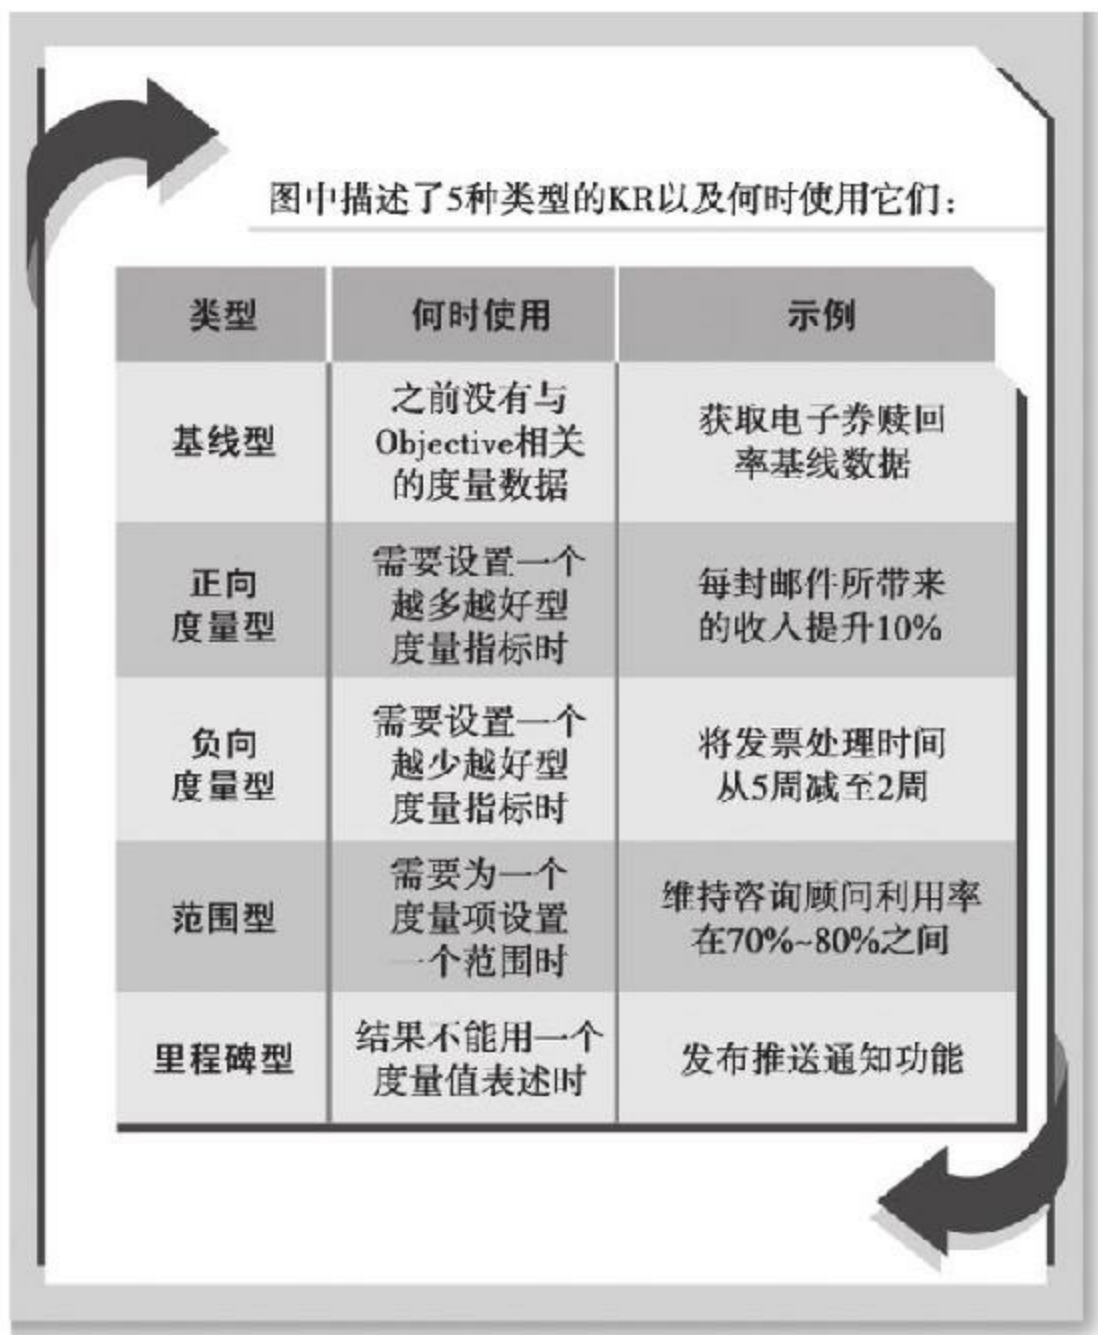 图中描述了5种类型的KR以及何时使用它们：
类型
何时使用
示例
基线型
之前没有与
Objective相关
的度量数据
获取电子券赎回
率基线数据
正向
度量型
需要设置一个
越多越好型
度量指标时
每封邮件所带来
的收入提升10%
负向
度量型
需要设置一个
越少越好型
度量指标时
将发票处理时间
从5周减至2周
范围型
需要为一个
度量项设置
一个范围时
维持咨询顾问利用率
在70%~80%之间
里程碑型
结果不能用一个
度量值表述时
发布推送通知功能